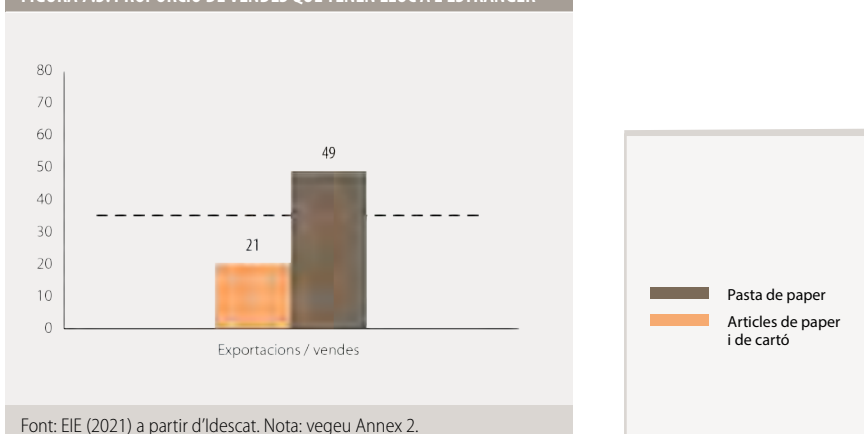 80
70
60
50
40
30
20
10
0
49
21
Exportacions / vendes
Pasta de paper
Articles de paper
i de cartó
Font: EIE (2021) a partir d'Idescat. Nota: vegeu Annex 2.